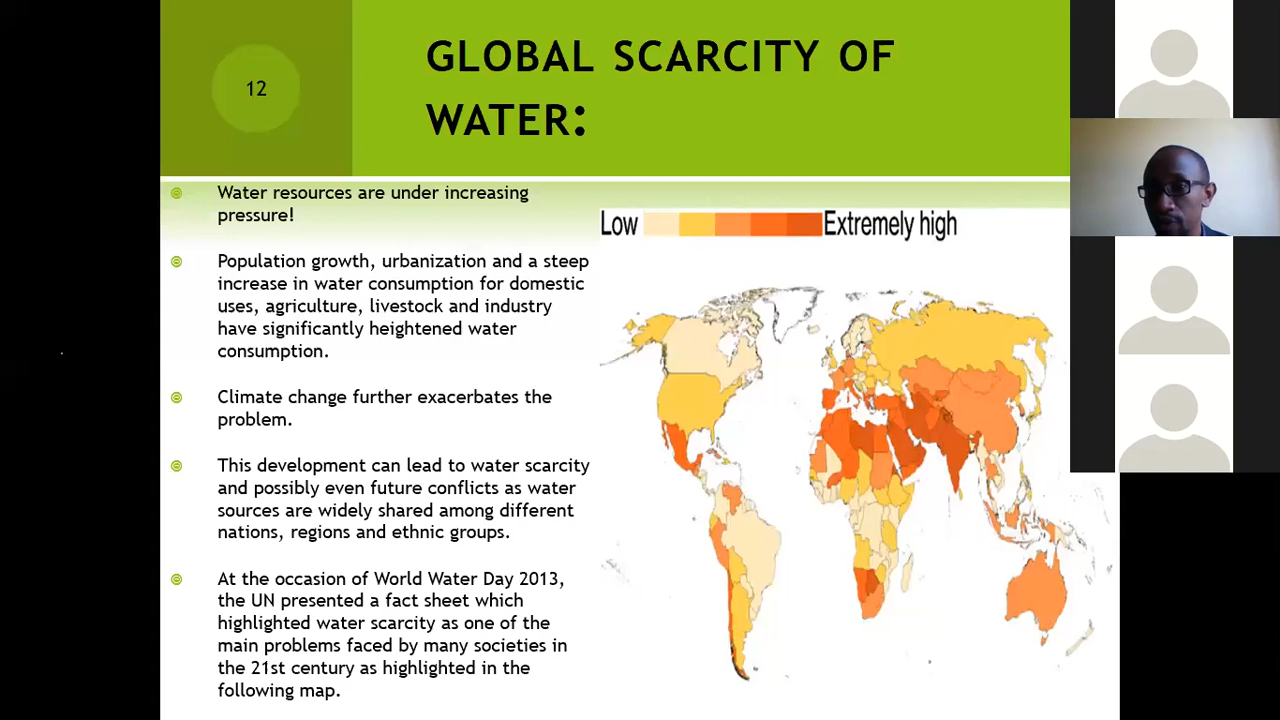 12
GLOBAL SCARCITY OF
WATER:
Water resources are under increasing
pressure!
Low
Extremely high
Population growth, urbanization and a steep
increase in water consumption for domestic
uses, agriculture, livestock and industry
have significantly heightened water
consumption.
Climate change further exacerbates the
problem.
This development can lead to water scarcity
and possibly even future conflicts as water
sources are widely shared among different
nations, regions and ethnic groups.
At the occasion of World Water Day 2013,
the UN presented a fact sheet which
highlighted water scarcity as one of the
main problems faced by many societies in
the 21st century as highlighted in the
following map.